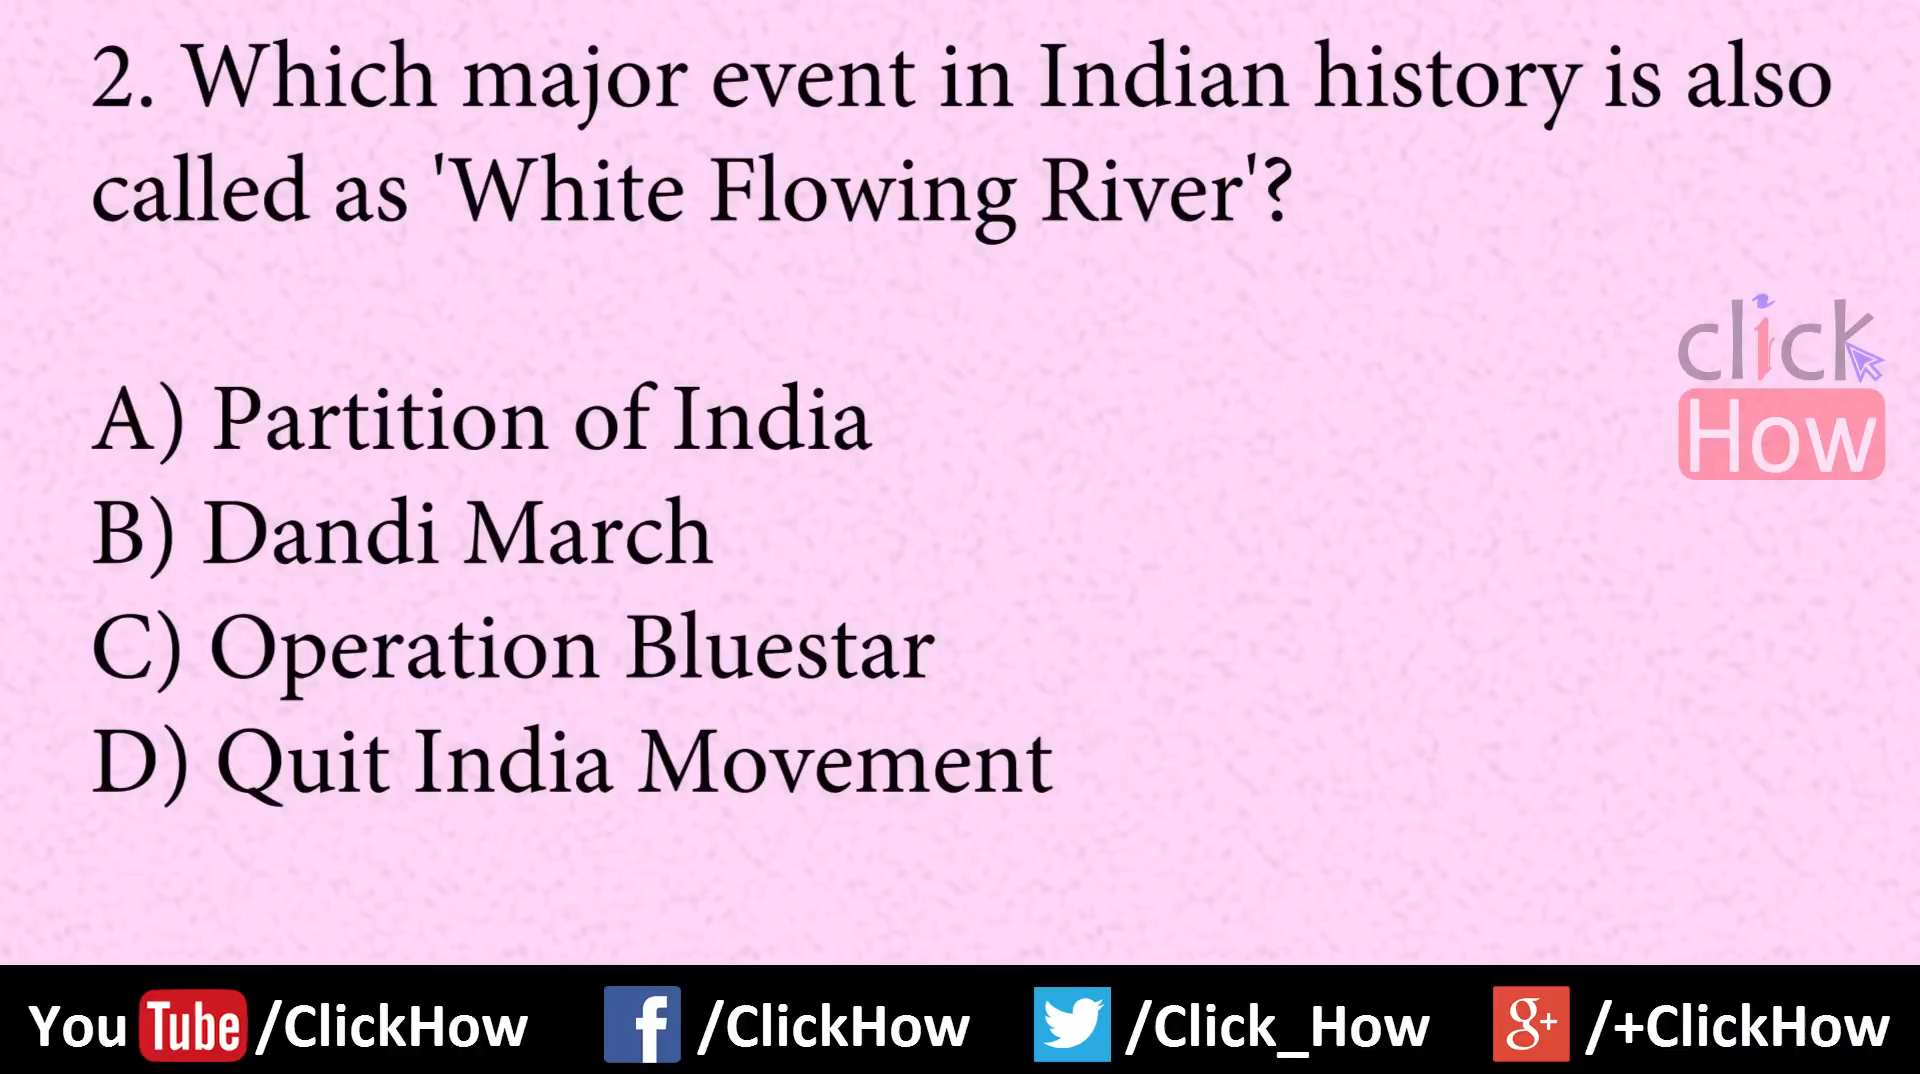 2. Which major event in Indian history is also
called as 'White Flowing River'?
click
How
A) Partition of India
B) Dandi March
C) Operation Bluestar
D) Quit India Movement
You Tube /ClickHow f /ClickHow /Click_How g+ /+ClickHow